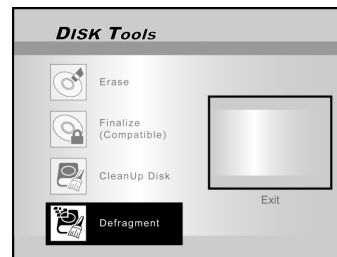 DISK Tools
Erase
Finalize
(Compatible)
CleanUp Disk
Defragment
Exit